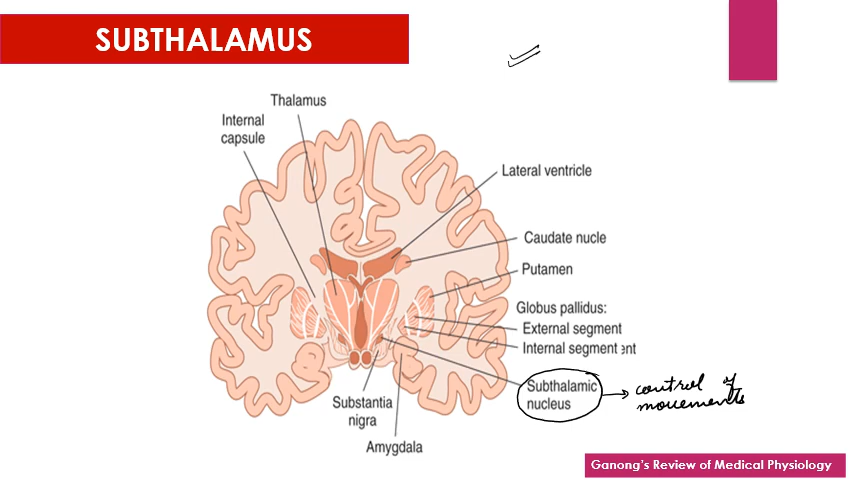 SUBTHALAMUS
Thalamus
Internal
capsule
Lateral ventricle
Caudate nucle
Putamen
Globus pallidus:
External segment
Internal segment ent
Subthalamic
nucleus
control of
movements
Substantia
nigra
Amygdala
Ganong's Review of Medical Physiology